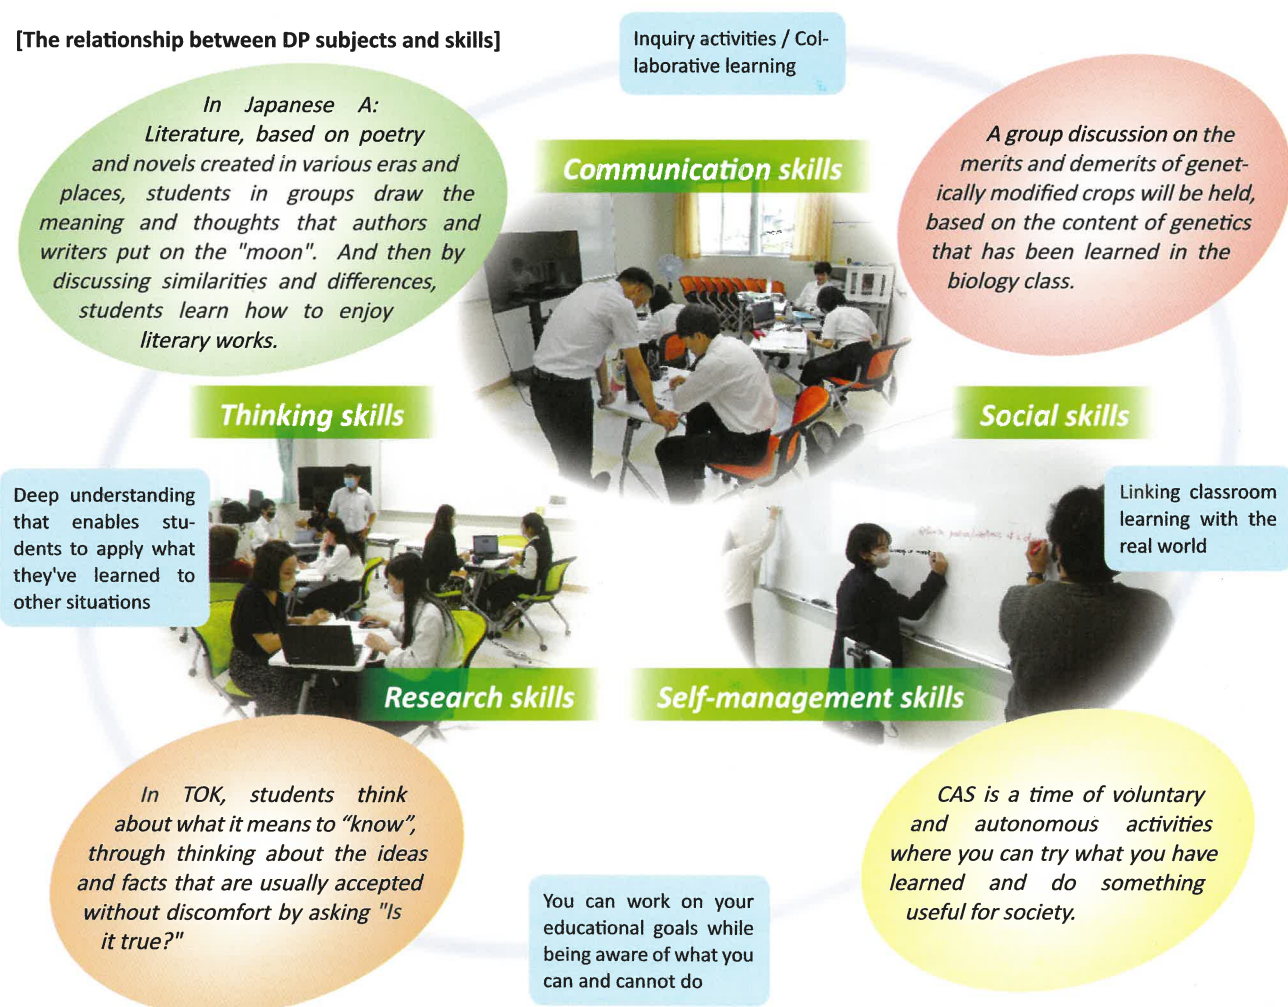 [The relationship between DP subjects and skills]
Inquiry activities / Col-
laborative learning
In Japanese A:
Literature, based on poetry
and novels created in various eras and
places, students in groups draw the
meaning and thoughts that authors and
writers put on the "moon". And then by
discussing similarities and differences,
students learn how to enjoy
literary works.
Communication skills
A group discussion on the
merits and demerits of genet-
ically modified crops will be held,
based on the content of genetics
that has been learned in the
biology class.
Thinking skills
Social skills
Deep understanding
that enables stu-
dents to apply what
they've learned to
other situations
Linking classroom
learning with the
real world
Research skills
Self-management skills
In TOK, students think
about what it means to “know”,
through thinking about the ideas
and facts that are usually accepted
without discomfort by asking "Is
it true?"
You can work on your
educational goals while
being aware of what you
can and cannot do
CAS is a time of voluntary
and autonomous activities
where you can try what you have
learned and do something
useful for society.